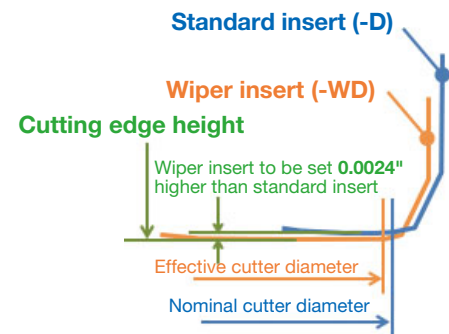 Standard insert (-D)
Wiper insert (-WD)
Cutting edge height
Wiper insert to be set 0.0024"
higher than standard insert
Effective cutter diameter
Nominal cutter diameter